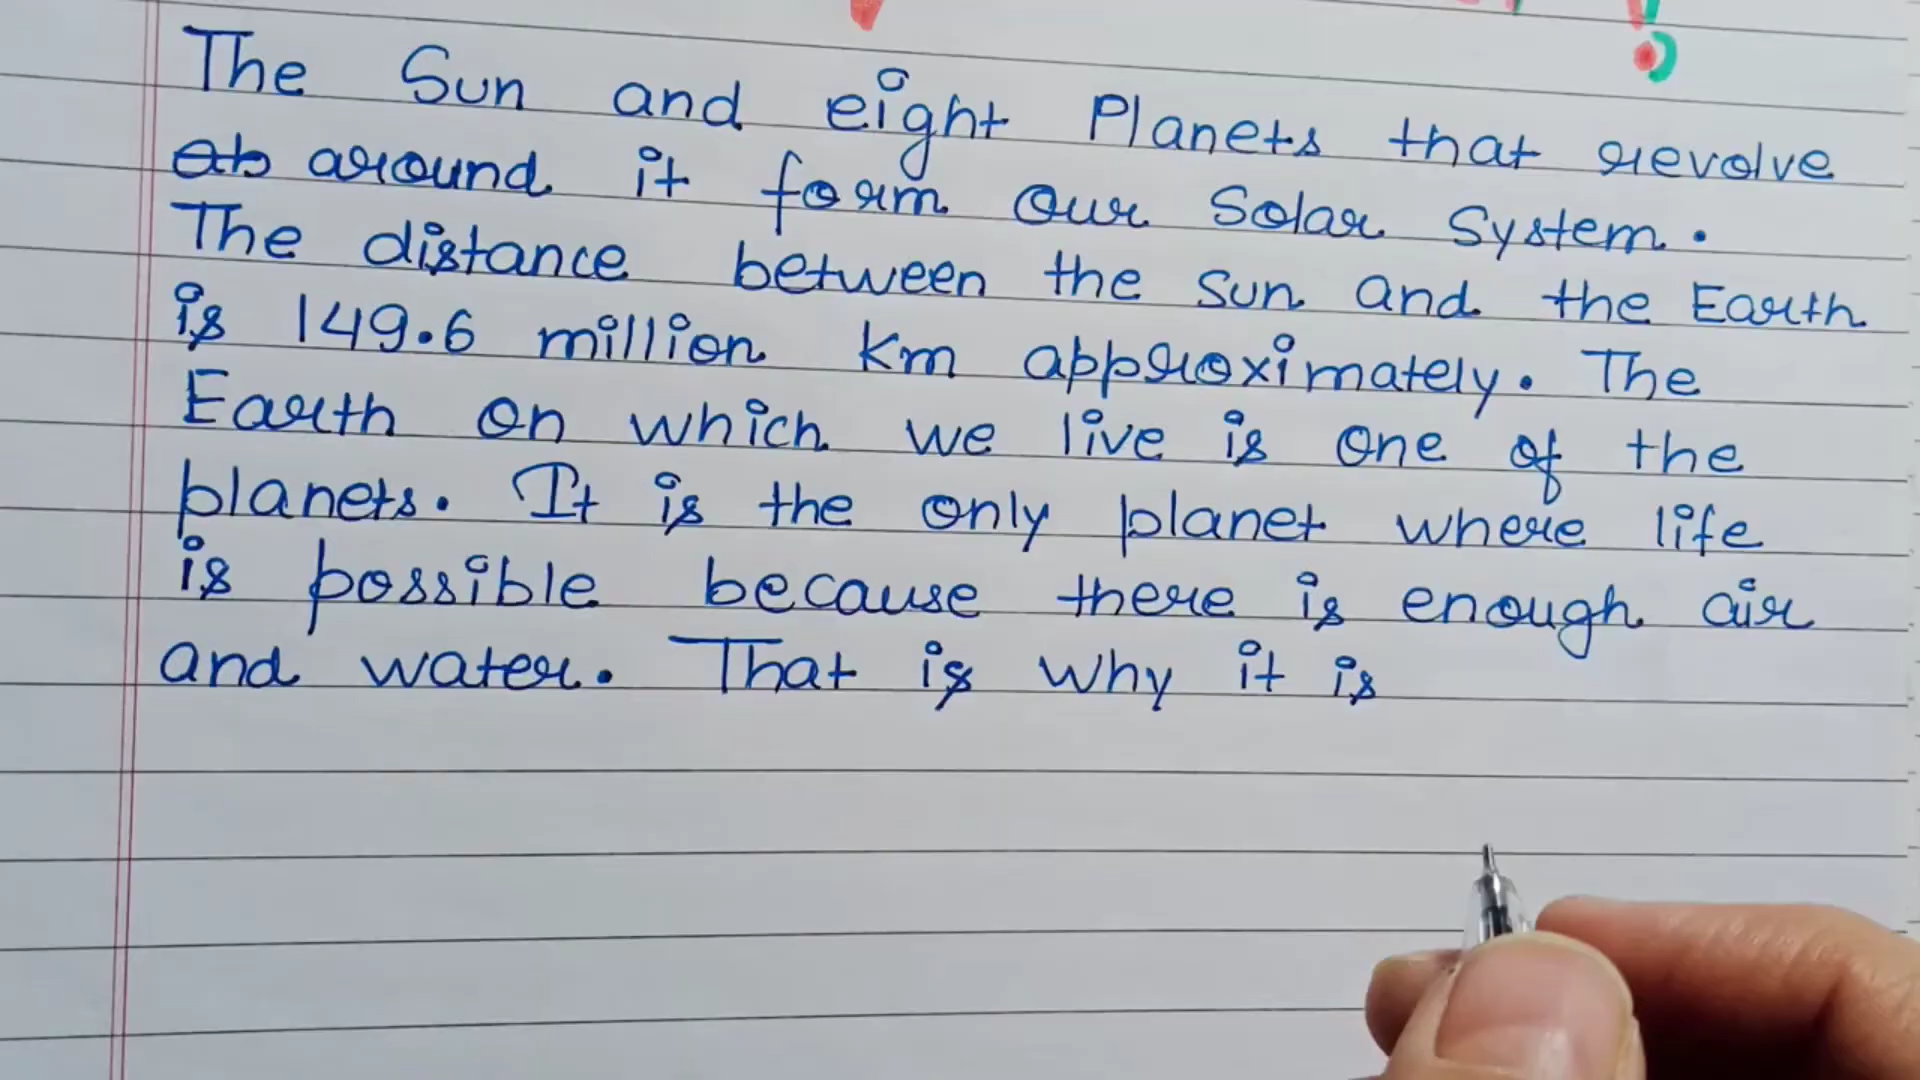 The Sun and eight Planets that revolve
around it form our Solar System.
The distance between the Sun and the Earth
is 149.6 million km approximately. The
Earth on which we live is one of the
planets. It is the only planet where life
is possible because there is enough air
and water. That is why it is